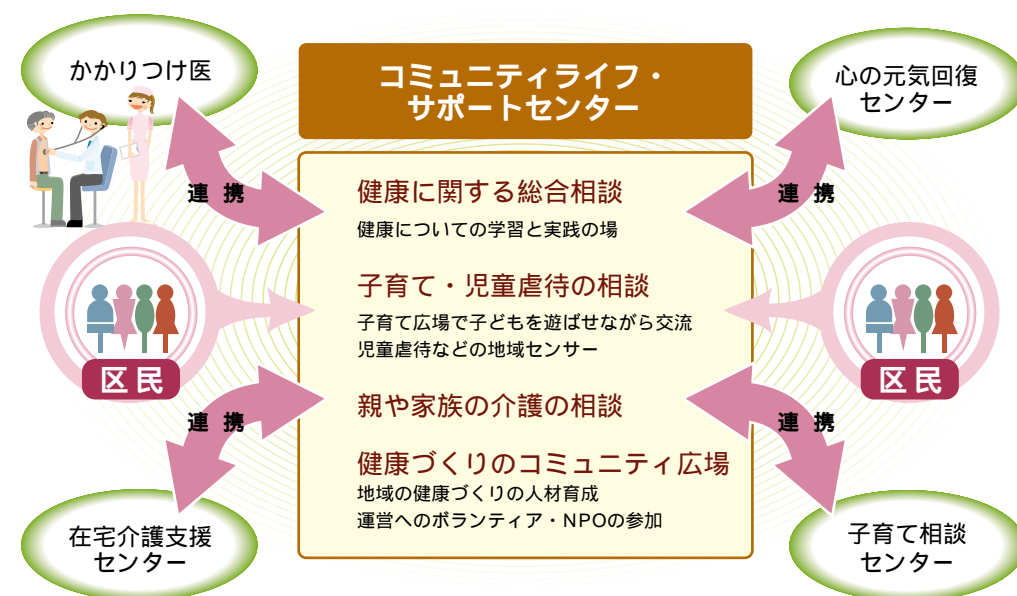 かかりつけ医
コミュニティライフ・
サポートセンター
心の元気回復
センター
連 携
健康に関する総合相談
健康についての学習と実践の場
連 携
子育て・児童虐待の相談
子育て広場で子どもを遊ばせながら交流
児童虐待などの地域センサー
区民
区民
連 携
親や家族の介護の相談
連 携
健康づくりのコミュニティ広場
地域の健康づくりの人材育成
運営へのボランティア・NPOの参加
在宅介護支援
センター
子育て相談
センター